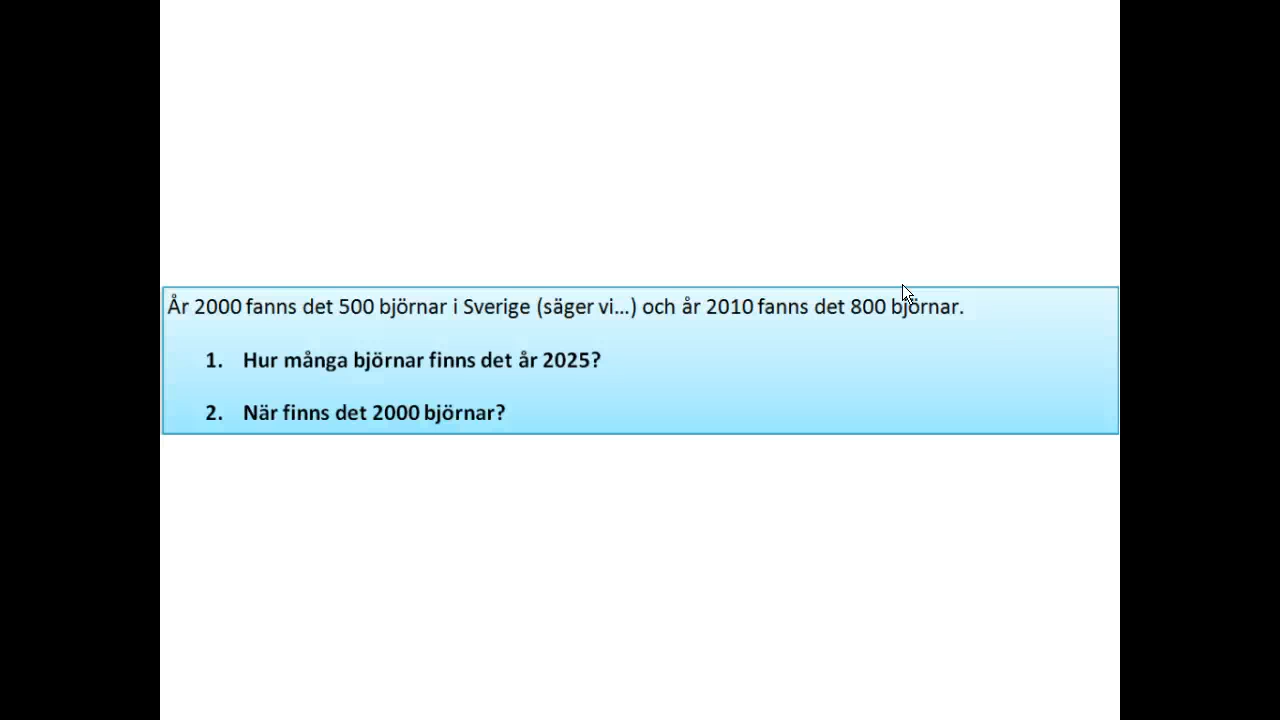 År 2000 fanns det 500 björnar i Sverige (säger vi...) och år 2010 fanns det 800 björnar.
1. Hur många björnar finns det år 2025?
2. När finns det 2000 björnar?